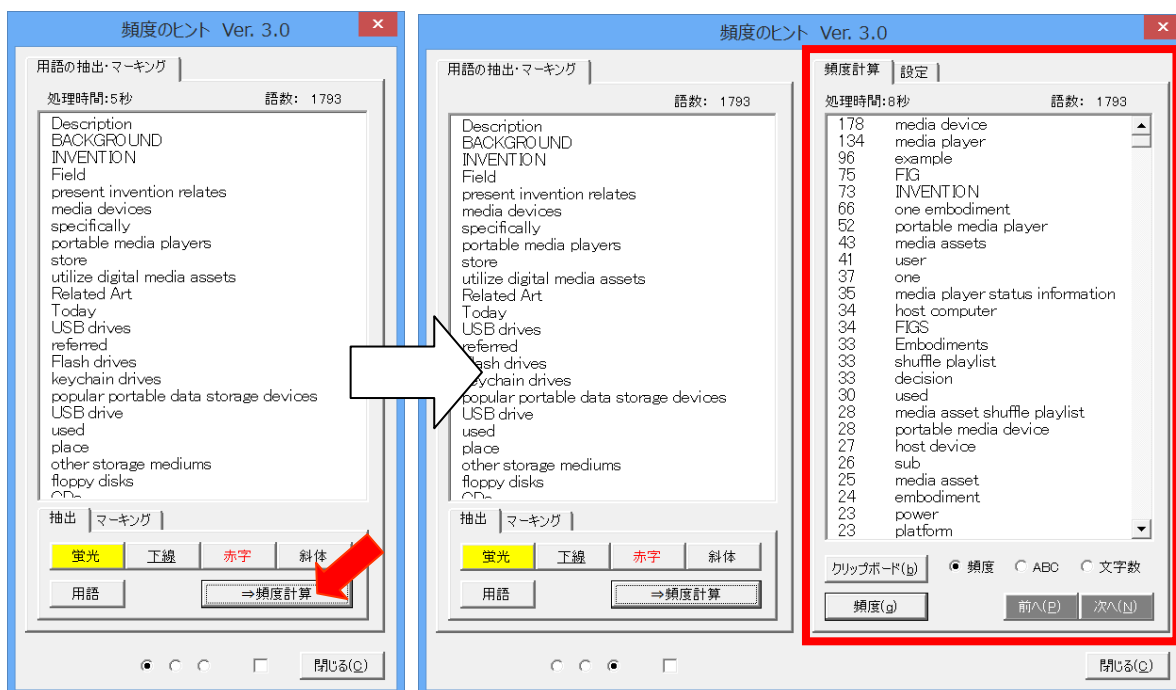 頻度のヒント Ver. 3.0
×
用語の抽出・マーキング
処理時間:5秒 語数: 1793
Description
BACKGROUND
INVENTION
Field
present invention relates
media devices
specifically
portable media players
store
utilize digital media assets
Related Art
Today
USB drives
referred
Flash drives
keychain drives
popular portable data storage devices
USB drive
used
place
other storage mediums
floppy disks
CDs
抽出 マーキング
蛍光 下線 赤字 斜体
用語 ⇒頻度計算
閉じる(C)
頻度のヒント Ver. 3.0
×
用語の抽出・マーキング
語数: 1793
Description
BACKGROUND
INVENTION
Field
present invention relates
media devices
specifically
portable media players
store
utilize digital media assets
Related Art
Today
USB drives
referred
Flash drives
keychain drives
popular portable data storage devices
USB drive
used
place
other storage mediums
floppy disks
CDs
抽出 マーキング
蛍光 下線 赤字 斜体
用語 ⇒頻度計算
頻度計算 設定
処理時間:8秒 語数: 1793
178 media device
134 media player
96 example
75 FIG
73 INVENTION
66 one embodiment
52 portable media player
43 media assets
41 user
37 one
35 media player status information
34 host computer
34 FIGS
33 Embodiments
33 shuffle playlist
33 decision
30 used
28 media asset shuffle playlist
28 portable media device
27 host device
26 sub
25 media asset
24 embodiment
23 power
23 platform
クリップボード(b) 頻度 ABC 文字数
頻度(g) 前へ(P) 次へ(N)
閉じる(C)